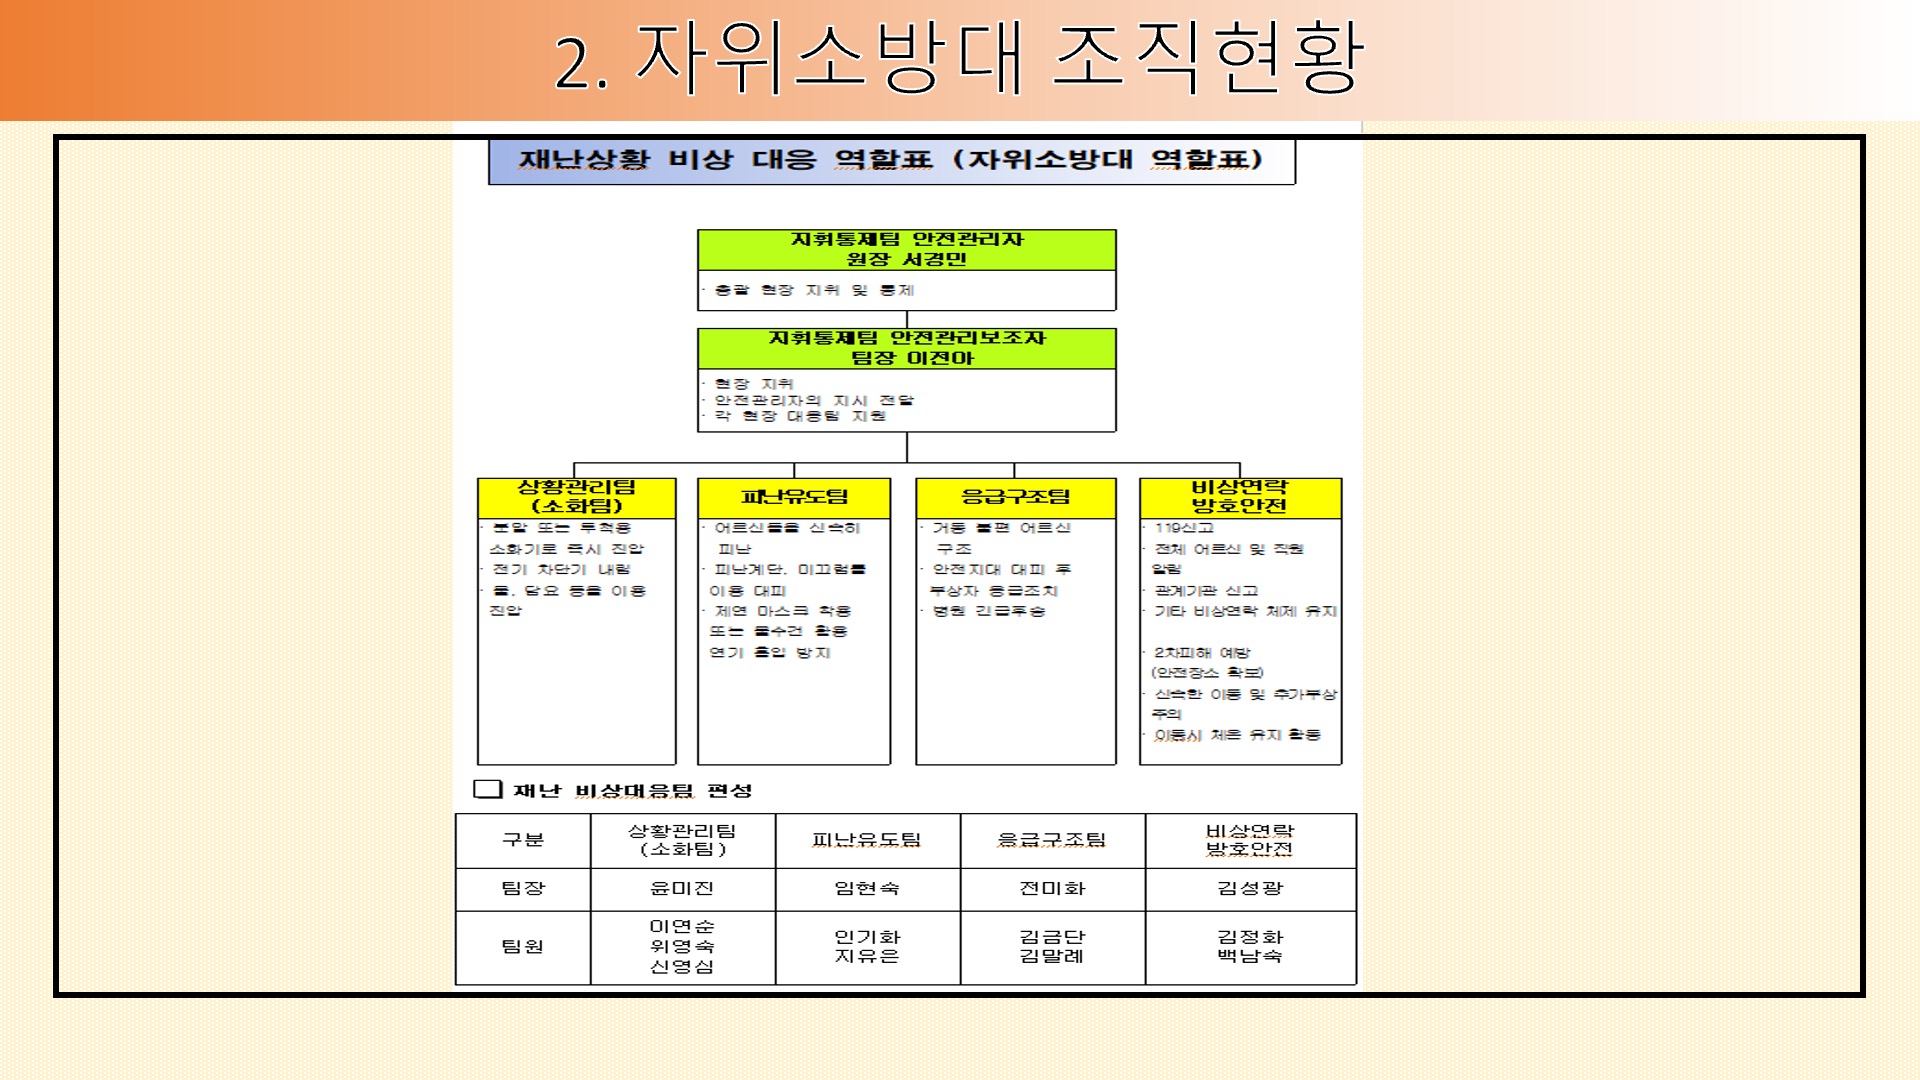 2. 자위소방대 조직현황
재난상황 비상 대응 역할표 (자위소방대 역할표)
지휘통제팀 안전관리자
원장 서경민
· 총괄 현장 지위 및 통제
지휘통제팀 안전관리보조자
팀장 이전아
· 현장 지위
· 안전관리자의 지시 전달
· 각 현장 대응팀 지원
상황관리팀
(소화팀)
· 분말 또는 투척용
소화기로 즉시 진압
· 전기 차단기 내림
· 물, 담요 등을 이용
진압
피난유도팀
· 어르신들을 신속히
피난
· 피난계단, 미끄럼틀
이용 대피
· 제연 마스크 착용
또는 물수건 활용
연기 흡입 방지
응급구조팀
· 거동 불편 어르신
구조
· 안전지대 대피 후
부상자 응급조치
· 병원 긴급후송
비상연락
방호안전
· 119신고
· 전체 어르신 및 직원
알림
· 관계기관 신고
· 기타 비상연락 체제 유지
· 2차피해 예방
(안전장소 확보)
· 신속한 이동 및 추가부상
주의
· 이동시 체온 유지 활동
재난 비상대응팀 편성
구분 상황관리팀 (소화팀) 피난유도팀 응급구조팀 비상연락 방호안전
팀장 윤미진 임현숙 전미화 김성광
팀원 이연순 위영숙 신영심 인기화 지유은 김금단 김말례 김정화 백남숙